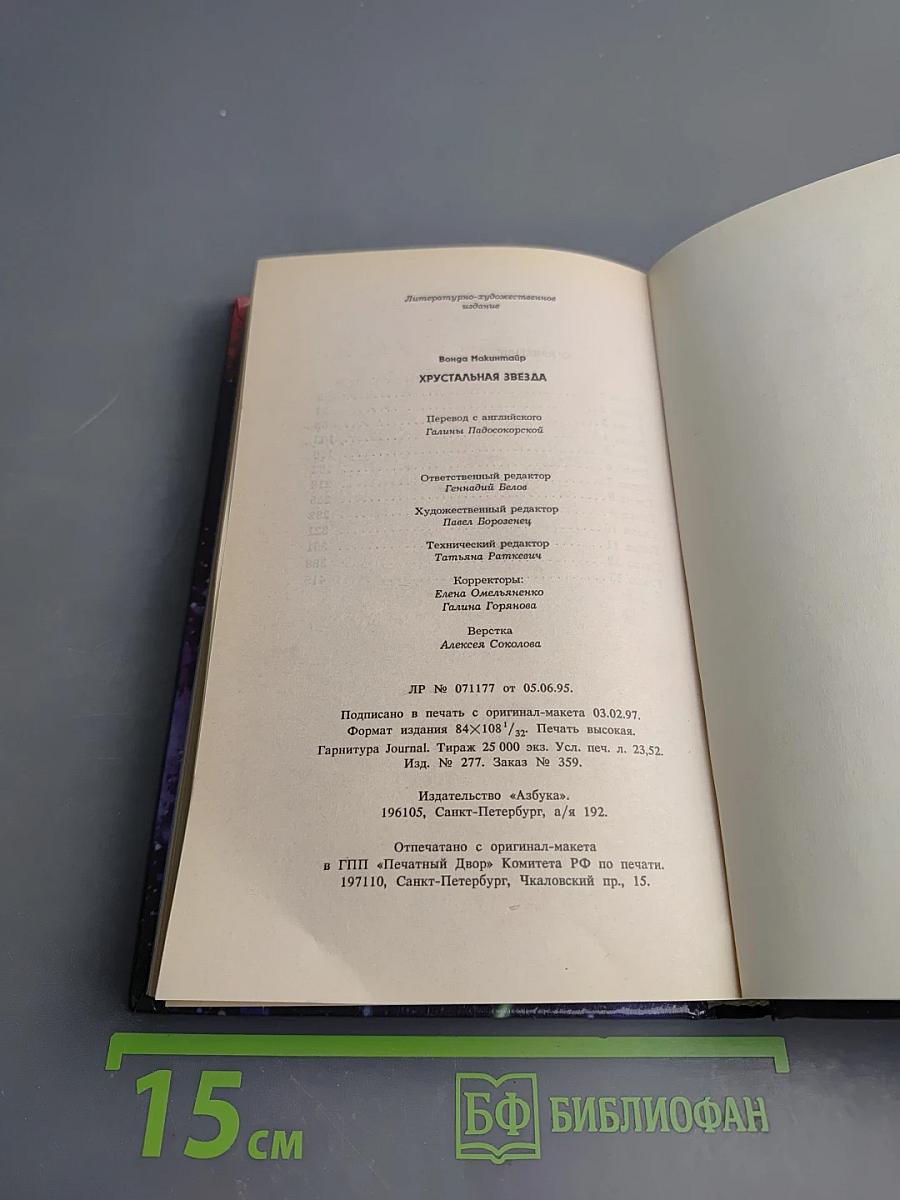 Литературно-художественное
издание
Вонда Макинтайр
ХРУСТАЛЬНАЯ ЗВЕЗДА
Перевод с английского
Галины Падосокорской
Ответственный редактор
Геннадий Белов
Художественный редактор
Павел Борозенец
Технический редактор
Татьяна Раткевич
Корректоры:
Елена Омельяненко
Галина Горянова
Верстка
Алексея Соколова
ЛР № 071177 от 05.06.95.
Подписано в печать с оригинал-макета 03.02.97.
Формат издания 84×108 1/32. Печать высокая.
Гарнитура Journal. Тираж 25 000 экз. Усл. печ. л. 23,52.
Изд. № 277. Заказ № 359.
Издательство «Азбука».
196105, Санкт-Петербург, а/я 192.
Отпечатано с оригинал-макета
в ГПП «Печатный Двор» Комитета РФ по печати.
197110, Санкт-Петербург, Чкаловский пр., 15.
15 см
БФ БИБЛИОФАН